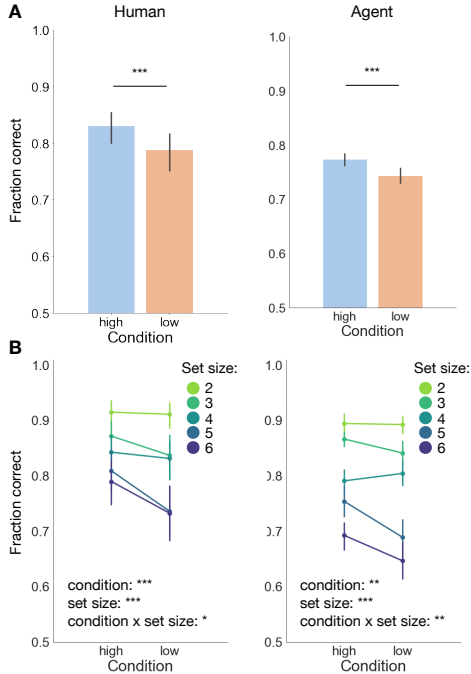 A
Human
Agent
Fraction correct
1.0
0.9
0.8
0.7
0.6
0.5
***
high
low
Condition
1.0
0.9
0.8
0.7
0.6
0.5
***
high
low
Condition
B
Fraction correct
1.0
0.9
0.8
0.7
0.6
0.5
Set size:
2
3
4
5
6
condition: ***
set size: ***
condition x set size: *
high
low
Condition
1.0
0.9
0.8
0.7
0.6
0.5
Set size:
2
3
4
5
6
condition: **
set size: ***
condition x set size: **
high
low
Condition